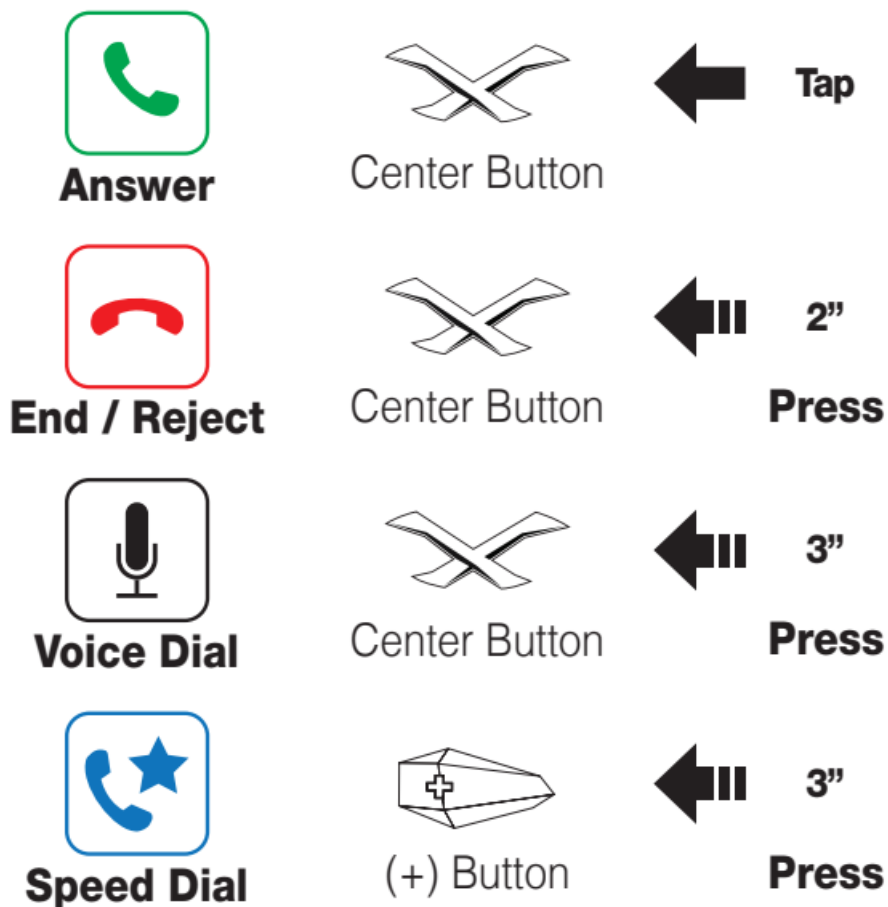 Tap
Answer
Center Button
2”
End / Reject
Center Button
Press
3”
Voice Dial
Center Button
Press
3”
Speed Dial
(+) Button
Press